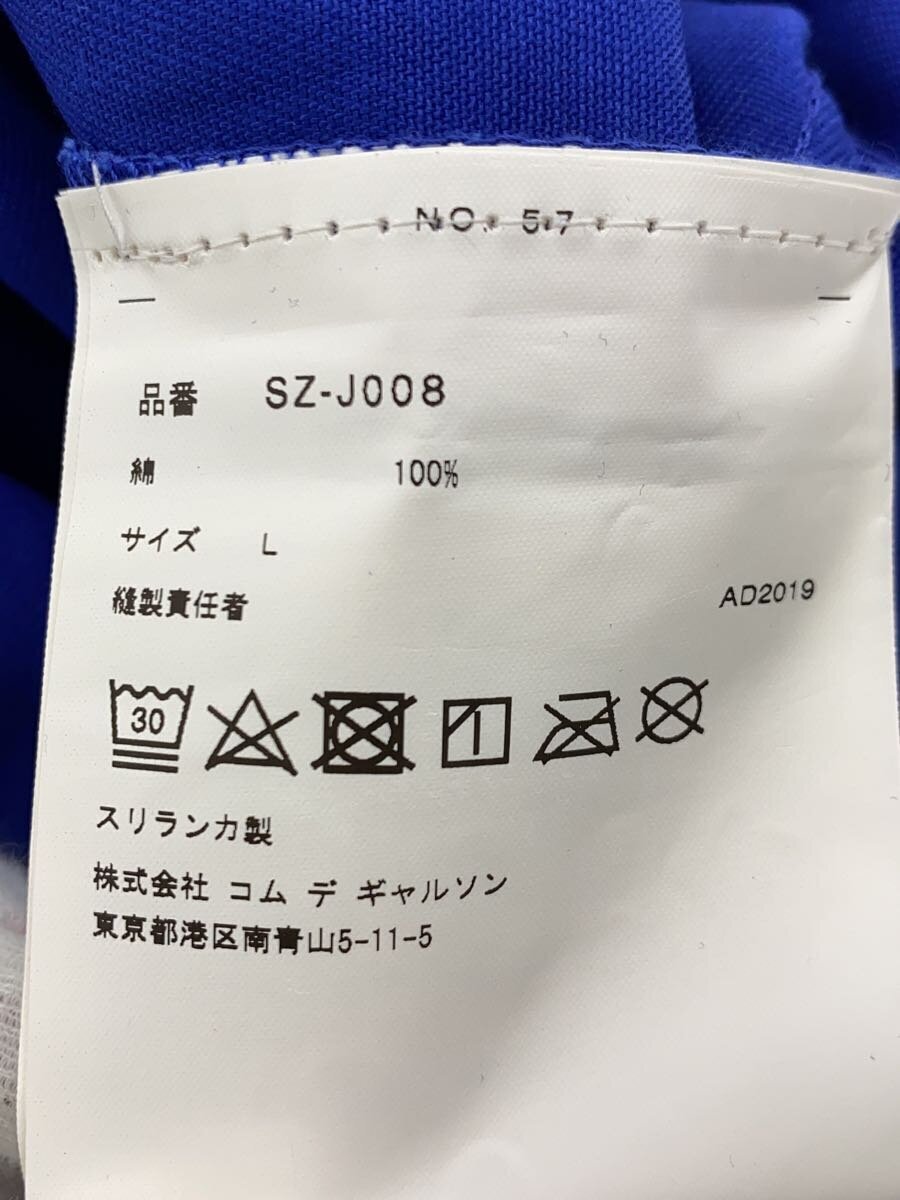 NO. 57
品番 SZ-J008
綿 100%
サイズ L
縫製責任者 AD2019
30
スリランカ製
株式会社 コム デ ギャルソン
東京都港区南青山5-11-5